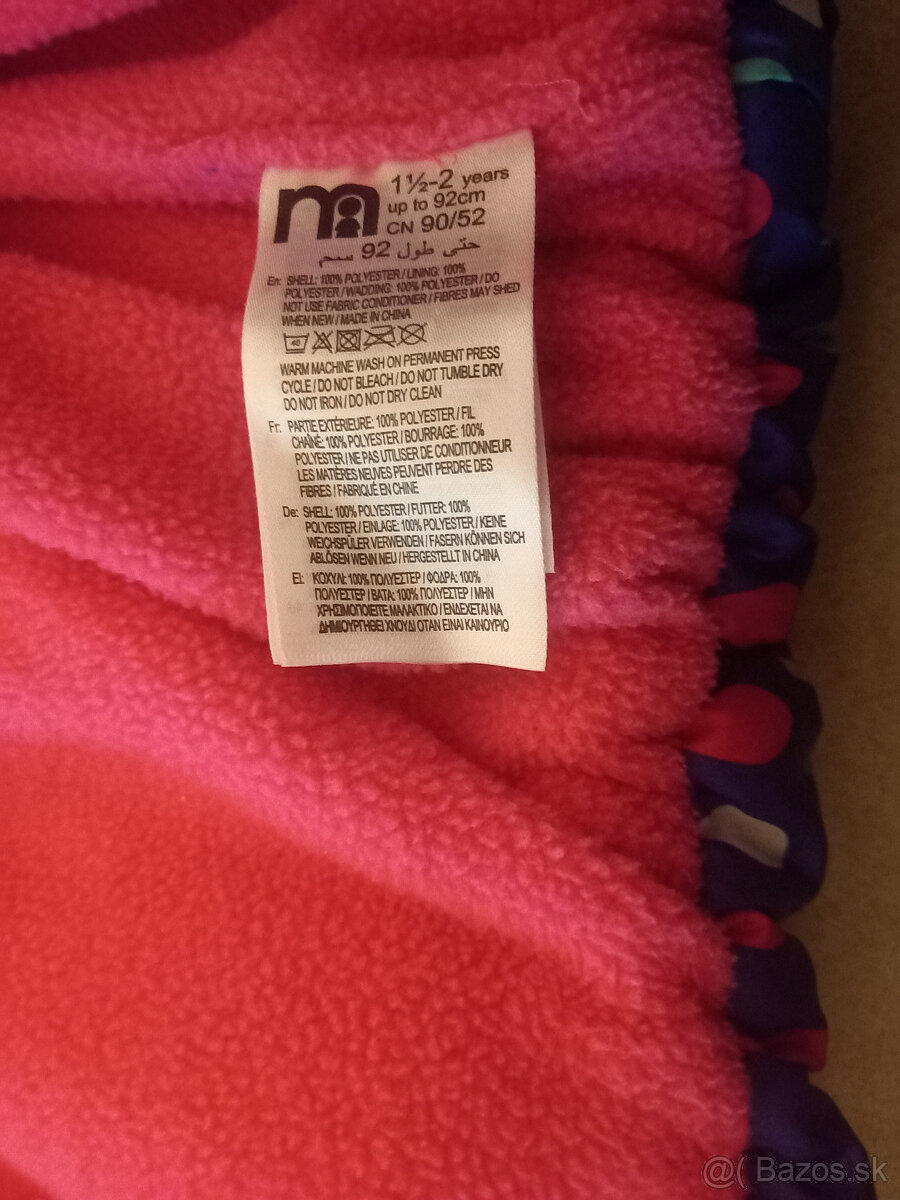 m 1½-2 years
up to 92cm
CN 90/52
حتى طول 92 سم
En: SHELL: 100% POLYESTER / LINING: 100%
POLYESTER / WADDING: 100% POLYESTER / DO
NOT USE FABRIC CONDITIONER / FIBRES MAY SHED
WHEN NEW / MADE IN CHINA
40
WARM MACHINE WASH ON PERMANENT PRESS
CYCLE / DO NOT BLEACH / DO NOT TUMBLE DRY
DO NOT IRON / DO NOT DRY CLEAN
Fr: PARTIE EXTÉRIEURE: 100% POLYESTER / FIL
CHAÎNE: 100% POLYESTER / BOURRAGE: 100%
POLYESTER / NE PAS UTILISER DE CONDITIONNEUR
LES MATIÈRES NEUVES PEUVENT PERDRE DES
FIBRES / FABRIQUÉ EN CHINE
De: SHELL: 100% POLYESTER / FUTTER: 100%
POLYESTER / EINLAGE: 100% POLYESTER / KEINE
WEICHSPÜLER VERWENDEN / FASERN KÖNNEN SICH
ABLÖSEN WENN NEU / HERGESTELLT IN CHINA
El: ΚΟΧΥΛΙ: 100% ΠΟΛΥΕΣΤΕΡ / ΦΟΔΡΑ: 100%
ΠΟΛΥΕΣΤΕΡ / ΒΑΤΑ: 100% ΠΟΛΥΕΣΤΕΡ / ΜΗΝ
ΧΡΗΣΙΜΟΠΟΙΕΙΤΕ ΜΑΛΑΚΤΙΚΟ / ΕΝΔΕΧΕΤΑΙ ΝΑ
ΔΗΜΙΟΥΡΓΗΘΕΙ ΧΝΟΥΔΙ ΟΤΑΝ ΕΙΝΑΙ ΚΑΙΝΟΥΡΙΟ
@( Bazos.sk